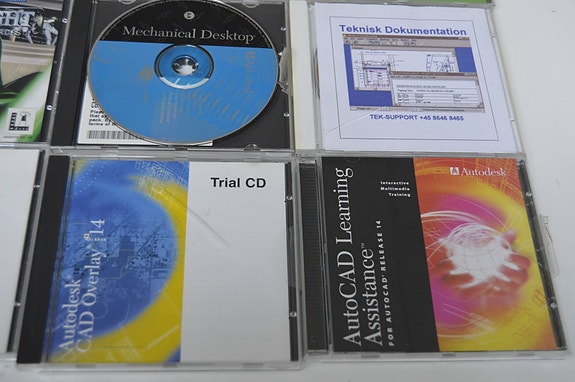 Mechanical Desktop
Teknisk Dokumentation
TEK-SUPPORT +45 8646 8465
Autodesk
CAD Overlay 14
RELEASE
Trial CD
AutoCAD Learning
Assistance™
FOR AUTOCAD® RELEASE 14
Interactive
Multimedia
Training
Autodesk